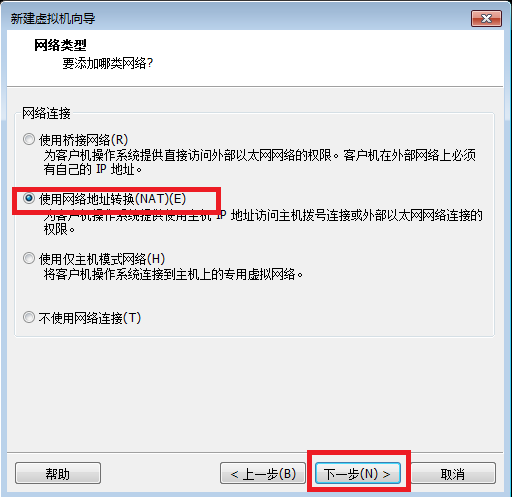 新建虚拟机向导
网络类型
要添加哪类网络?
网络连接
使用桥接网络(R)
为客户机操作系统提供直接访问外部以太网网络的权限。客户机在外部网络上必须
有自己的 IP 地址。
使用网络地址转换(NAT)(E)
为客户机操作系统提供使用主机 IP 地址访问主机拨号连接或外部以太网网络连接的
权限。
使用仅主机模式网络(H)
将客户机操作系统连接到主机上的专用虚拟网络。
不使用网络连接(T)
帮助
< 上一步(B)
下一步(N) >
取消